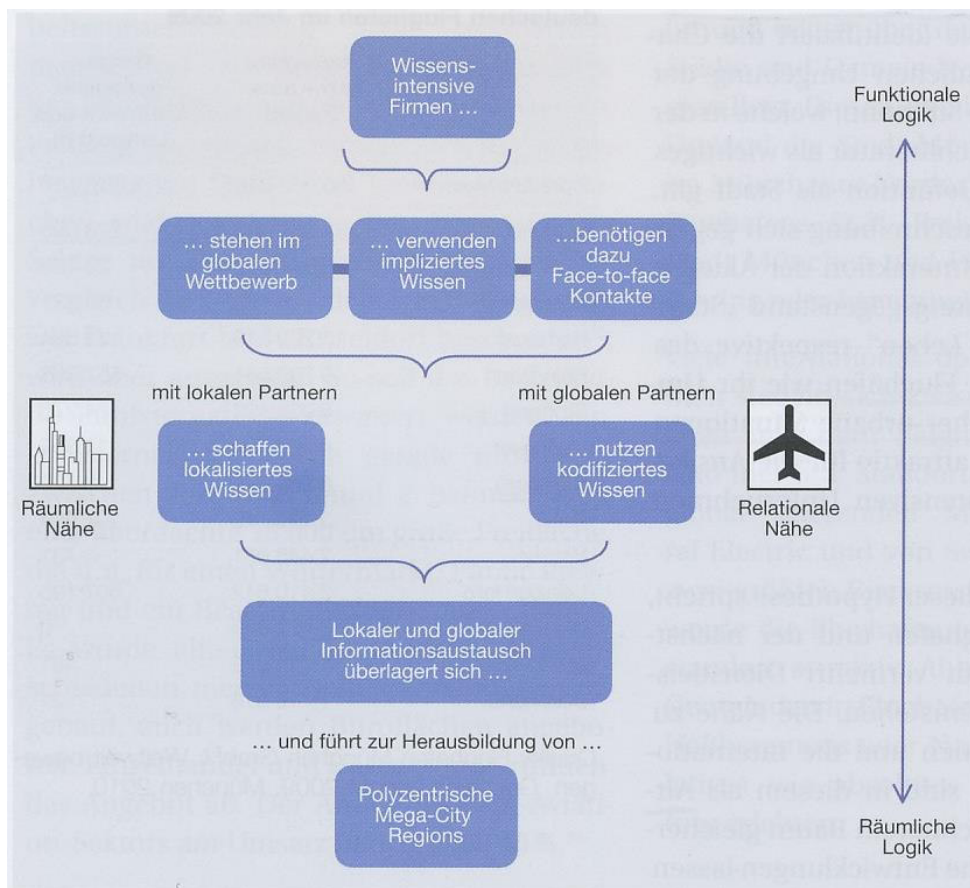 Wissens-
intensive
Firmen ...
Funktionale
Logik
... stehen im
globalen
Wettbewerb
... verwenden
impliziertes
Wissen
...benötigen
dazu
Face-to-face
Kontakte
mit lokalen Partnern
mit globalen Partnern
... schaffen
lokalisiertes
Wissen
... nutzen
kodifiziertes
Wissen
Räumliche
Nähe
Relationale
Nähe
Lokaler und globaler
Informationsaustausch
überlagert sich ...
... und führt zur Herausbildung von ...
Polyzentrische
Mega-City
Regions
Räumliche
Logik